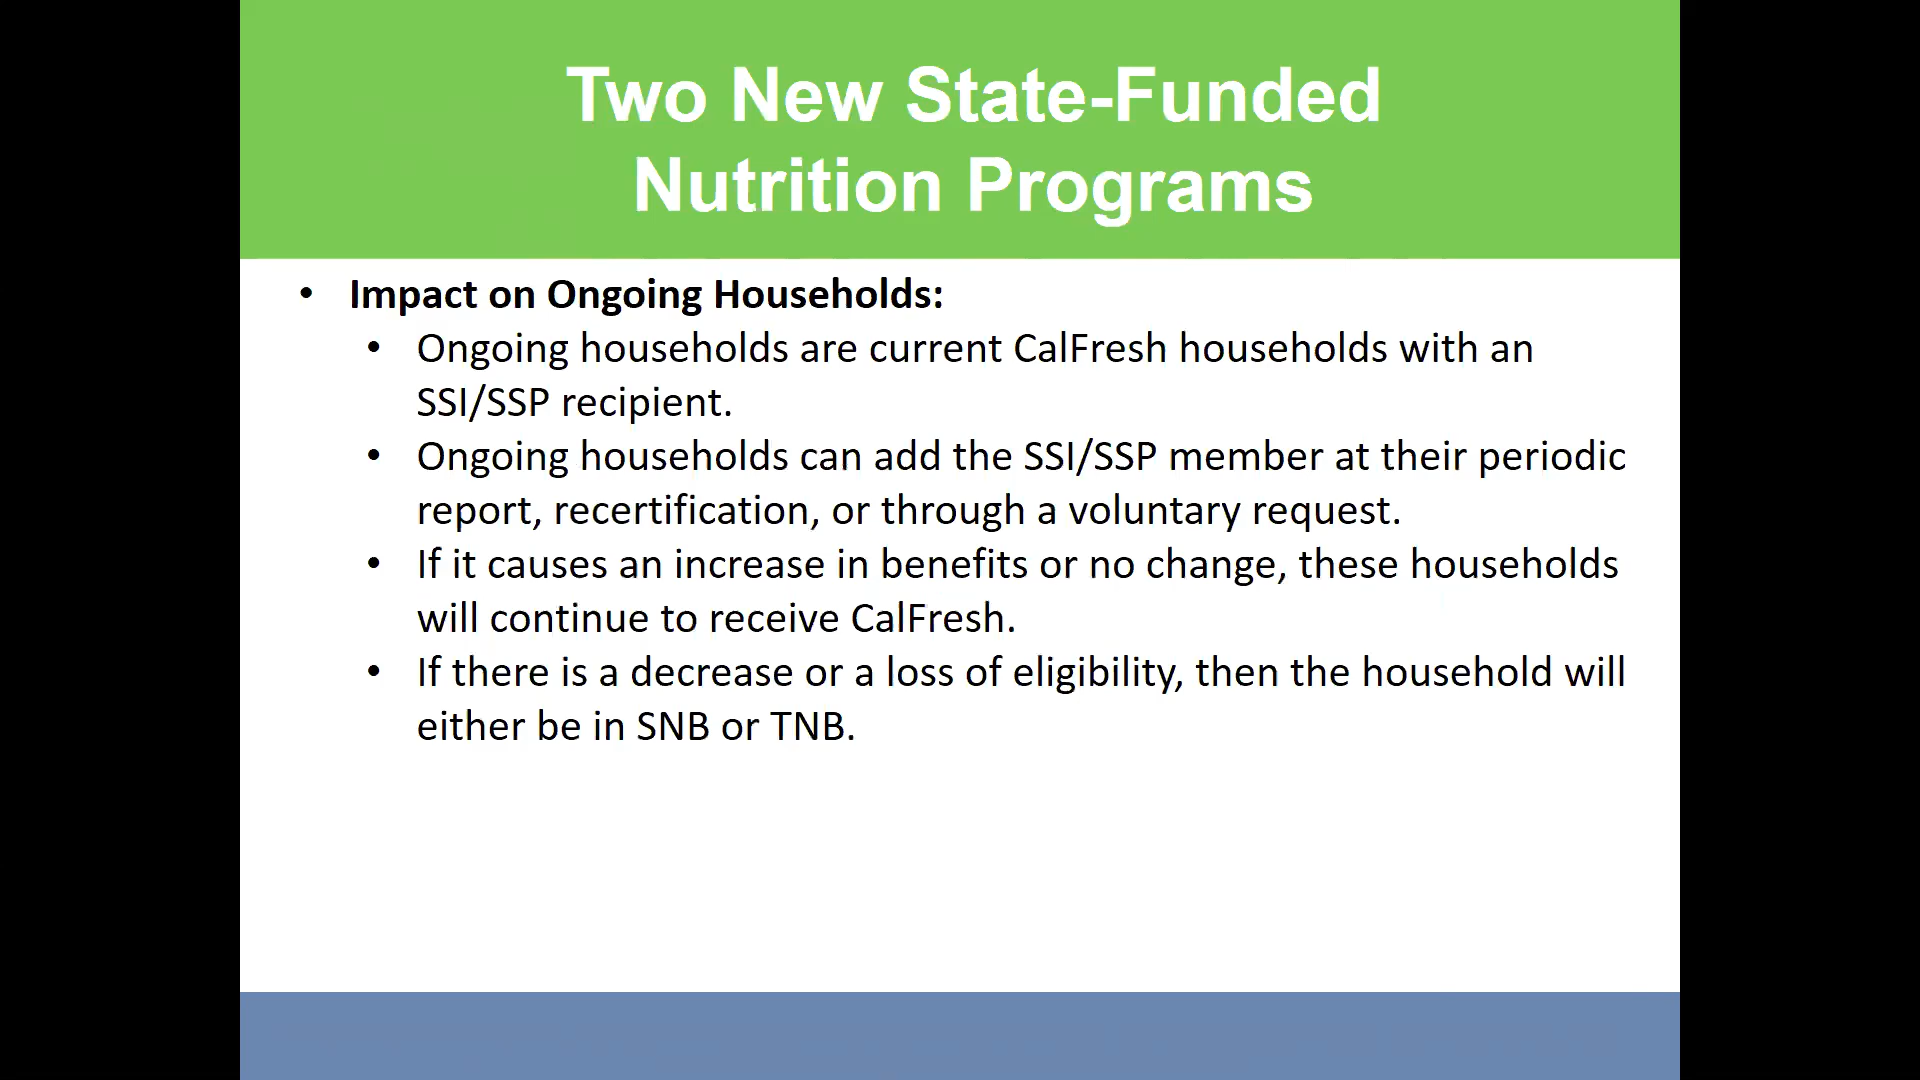 Two New State-Funded
Nutrition Programs
• Impact on Ongoing Households:
• Ongoing households are current CalFresh households with an
SSI/SSP recipient.
• Ongoing households can add the SSI/SSP member at their periodic
report, recertification, or through a voluntary request.
• If it causes an increase in benefits or no change, these households
will continue to receive CalFresh.
• If there is a decrease or a loss of eligibility, then the household will
either be in SNB or TNB.